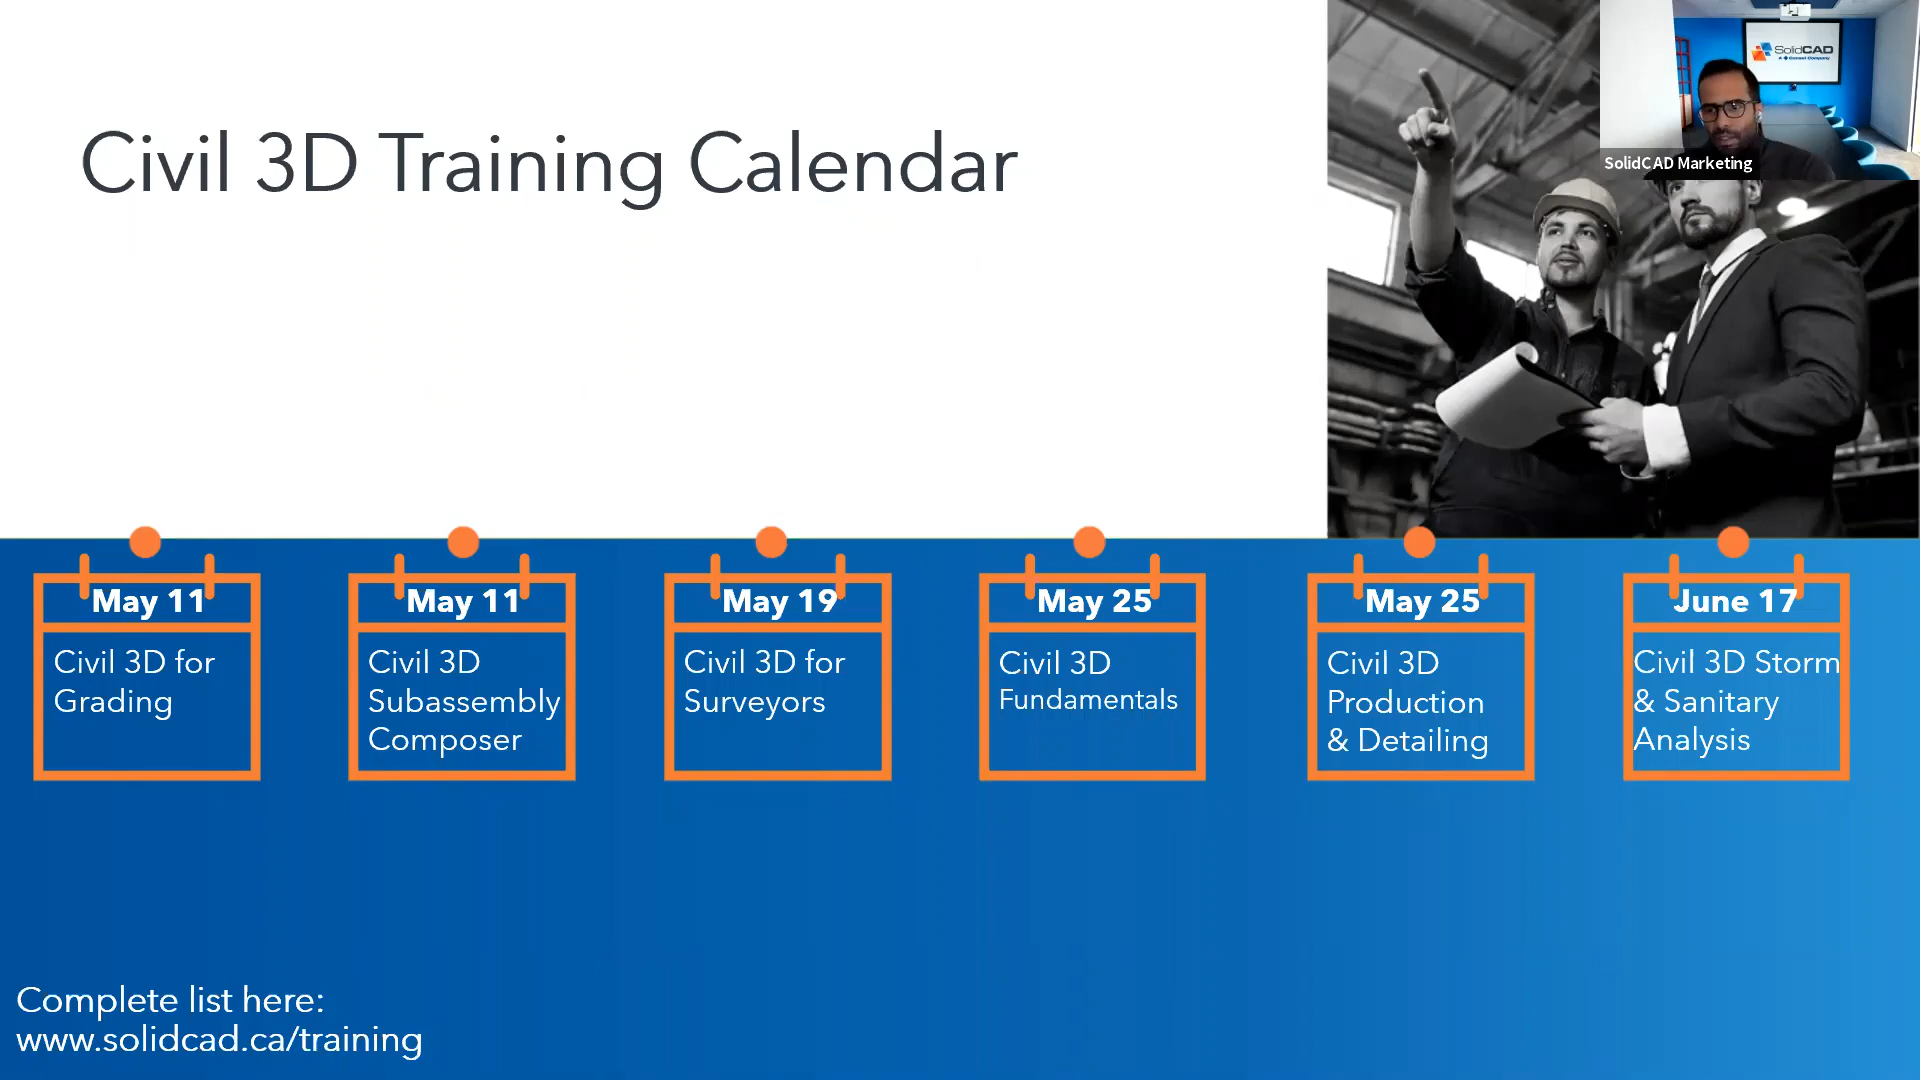 SolidCAD
SolidCAD Marketing
Civil 3D Training Calendar
May 11
Civil 3D for
Grading
May 11
Civil 3D
Subassembly
Composer
May 19
Civil 3D for
Surveyors
May 25
Civil 3D
Fundamentals
May 25
Civil 3D
Production
& Detailing
June 17
Civil 3D Storm
& Sanitary
Analysis
Complete list here:
www.solidcad.ca/training